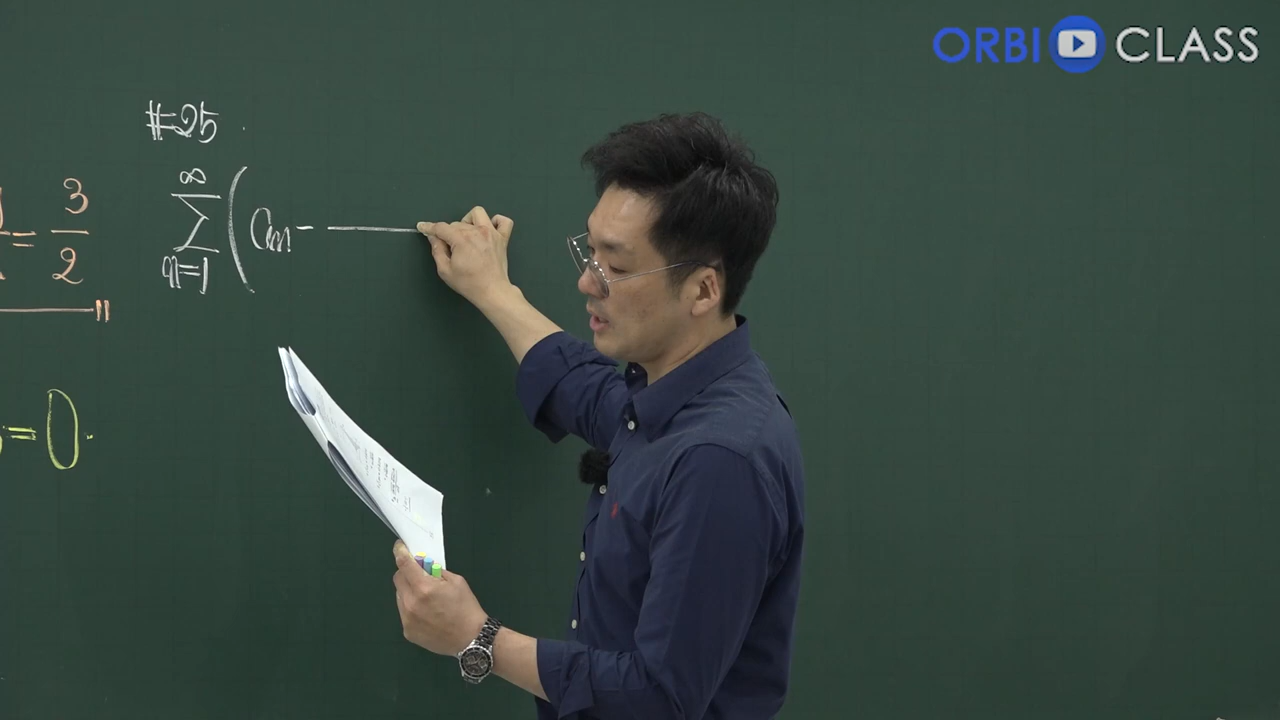 ORBI CLASS
#25.
∞
∑ ( an -
n=1
= 3/2
= 0.